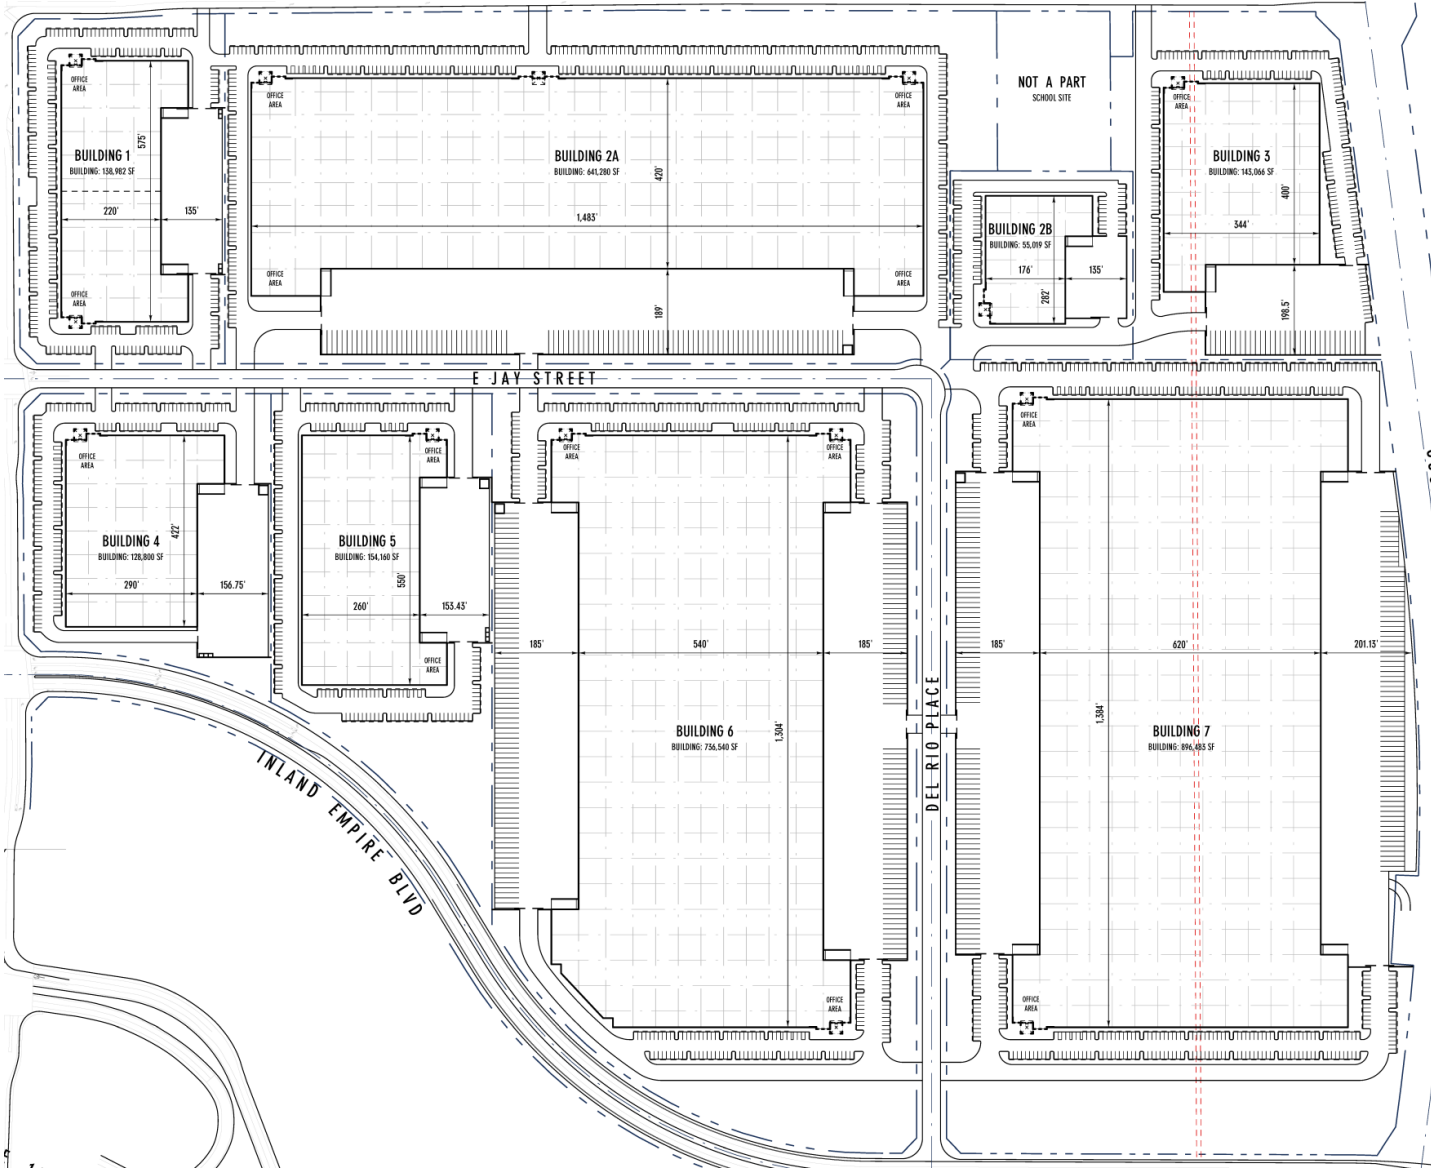 OFFICE
AREA
BUILDING 1
BUILDING: 138,982 SF
575'
220'
135'
OFFICE
AREA
OFFICE
AREA
OFFICE
AREA
BUILDING 2A
BUILDING: 641,280 SF
420'
1,483'
OFFICE
AREA
OFFICE
AREA
189'
NOT A PART
SCHOOL SITE
BUILDING 2B
BUILDING: 55,019 SF
176'
135'
282'
OFFICE
AREA
BUILDING 3
BUILDING: 143,066 SF
400'
344'
198.5'
E JAY STREET
OFFICE
AREA
BUILDING 4
BUILDING: 128,800 SF
422'
290'
156.75'
OFFICE
AREA
BUILDING 5
BUILDING: 154,160 SF
550'
260'
153.43'
OFFICE
AREA
OFFICE
AREA
OFFICE
AREA
185'
540'
185'
BUILDING 6
BUILDING: 736,540 SF
1,304'
OFFICE
AREA
DEL RIO PLACE
OFFICE
AREA
185'
620'
201.13'
BUILDING 7
BUILDING: 896,483 SF
1,384'
OFFICE
AREA
INLAND EMPIRE BLVD